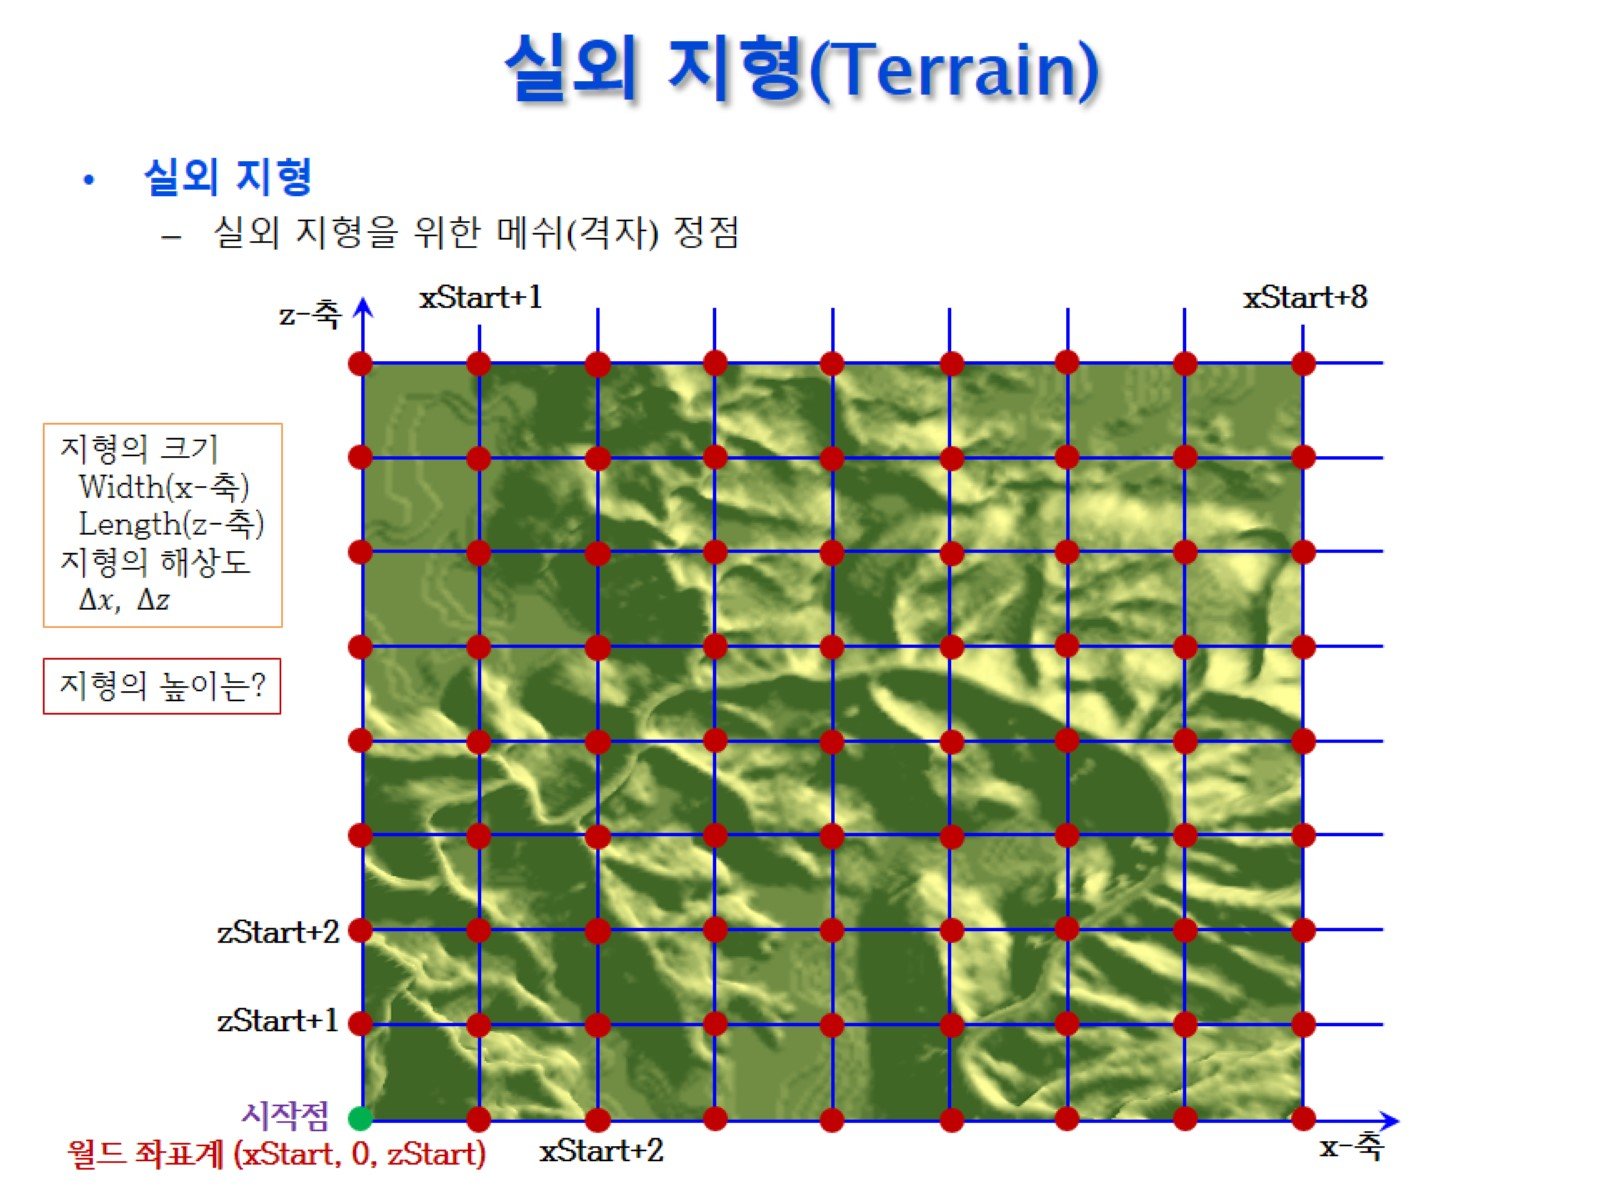 실외 지형(Terrain)
• 실외 지형
– 실외 지형을 위한 메쉬(격자) 정점
z-축
xStart+1
xStart+8
지형의 크기
Width(x-축)
Length(z-축)
지형의 해상도
Δx, Δz
지형의 높이는?
zStart+2
zStart+1
시작점
월드 좌표계 (xStart, 0, zStart)
xStart+2
x-축